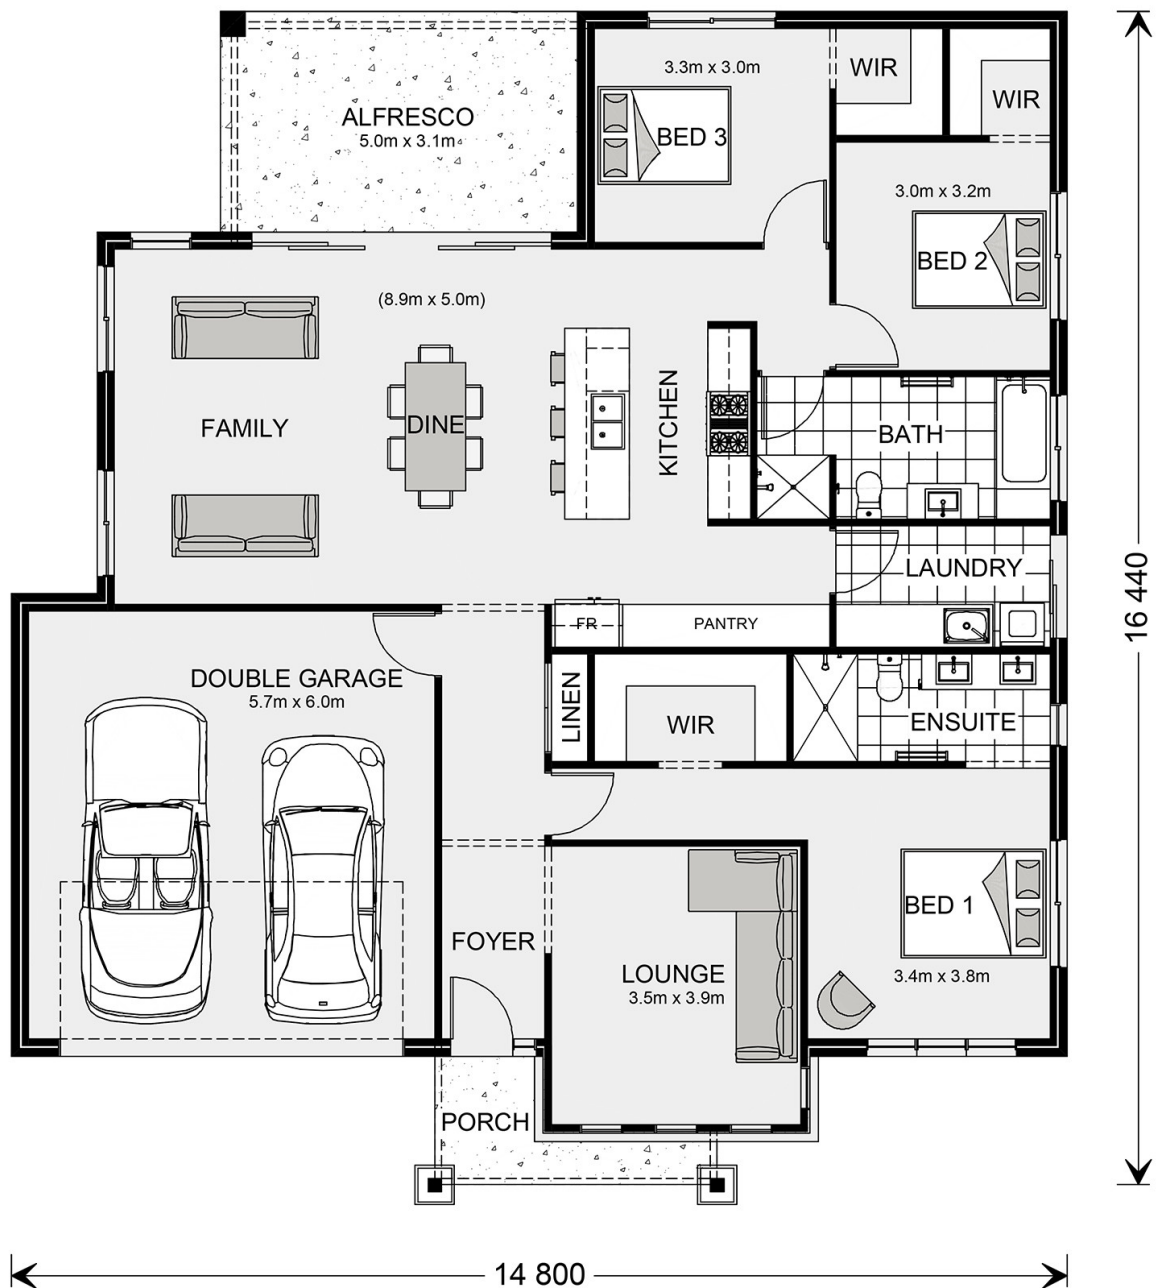 3.3m x 3.0m
WIR
WIR
ALFRESCO
5.0m x 3.1m
BED 3
3.0m x 3.2m
BED 2
(8.9m x 5.0m)
FAMILY
DINE
KITCHEN
BATH
LAUNDRY
FR
PANTRY
16 440
DOUBLE GARAGE
5.7m x 6.0m
LINEN
WIR
ENSUITE
BED 1
3.4m x 3.8m
FOYER
LOUNGE
3.5m x 3.9m
PORCH
14 800